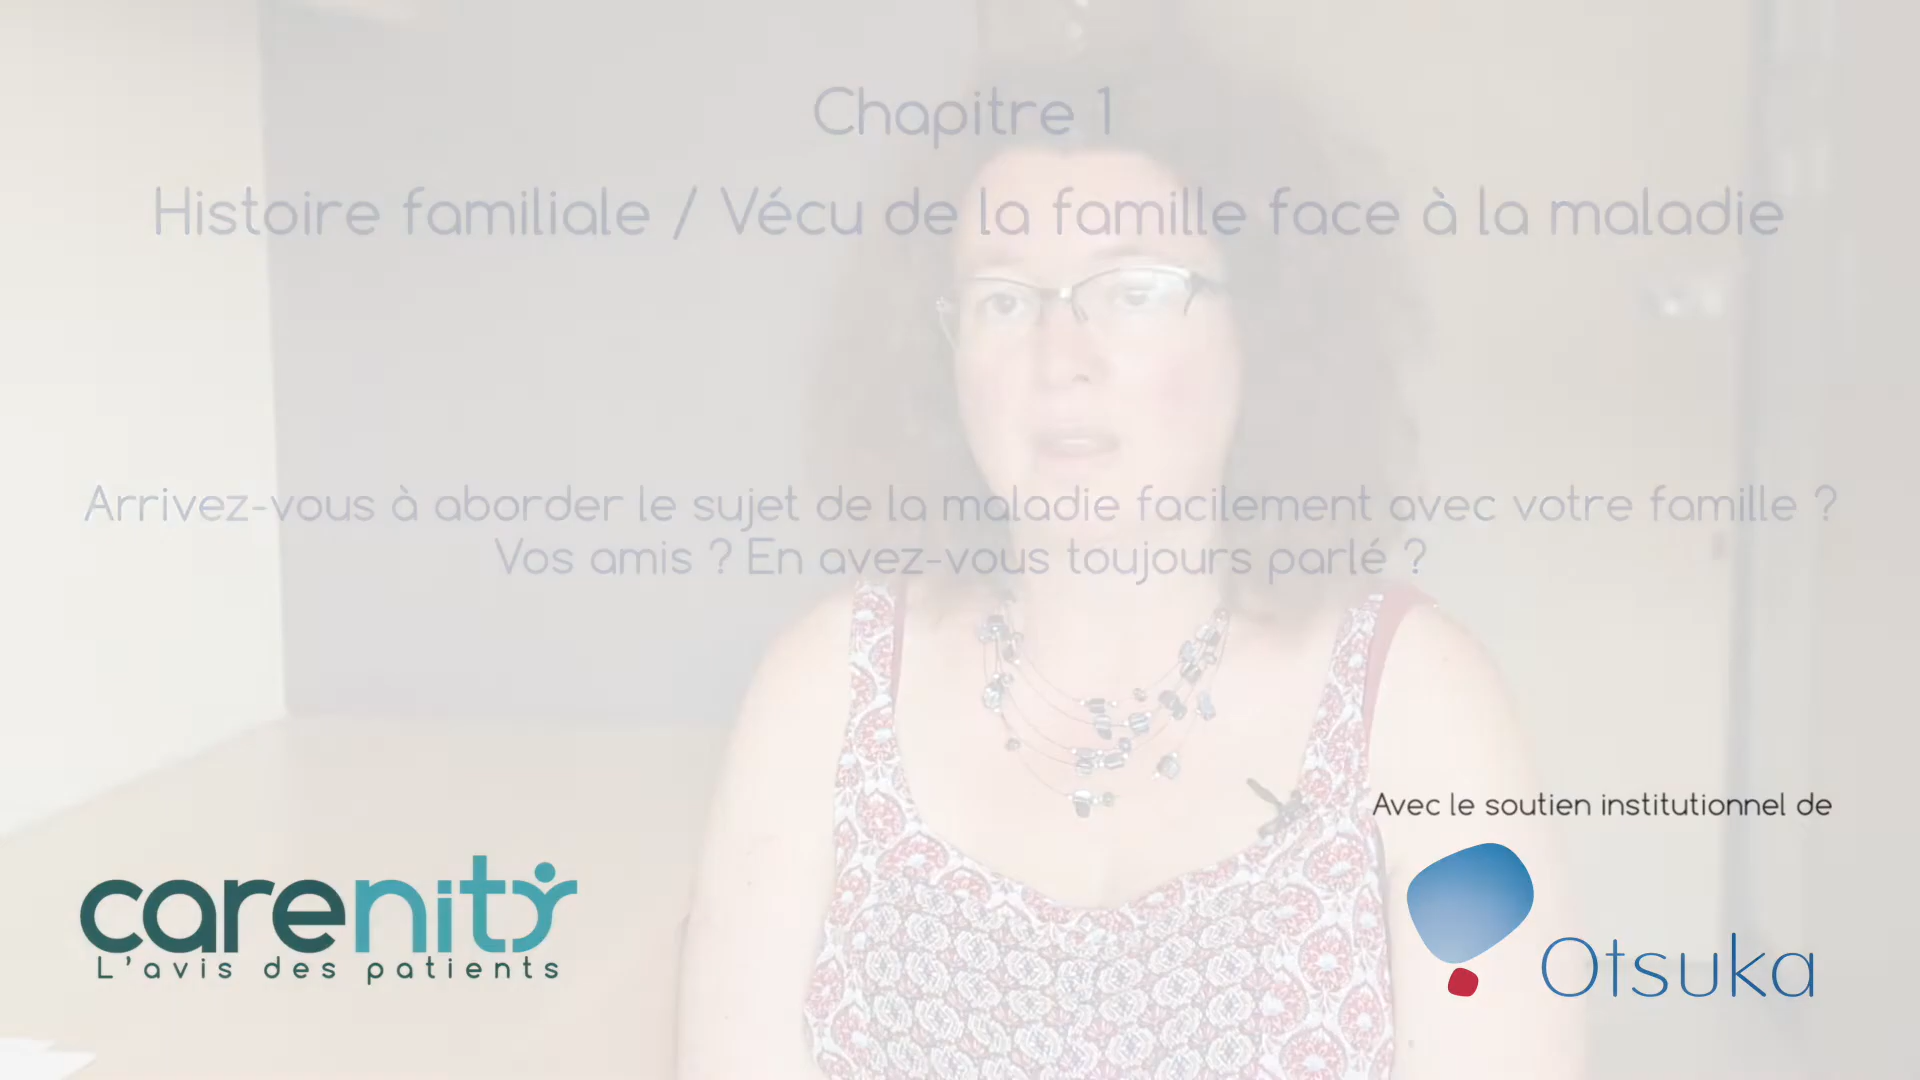 Chapitre 1
Histoire familiale / Vécu de la famille face à la maladie
Arrivez-vous à aborder le sujet de la maladie facilement avec votre famille ?
Vos amis ? En avez-vous toujours parlé ?
Avec le soutien institutionnel de
carenity
L'avis des patients
Otsuka